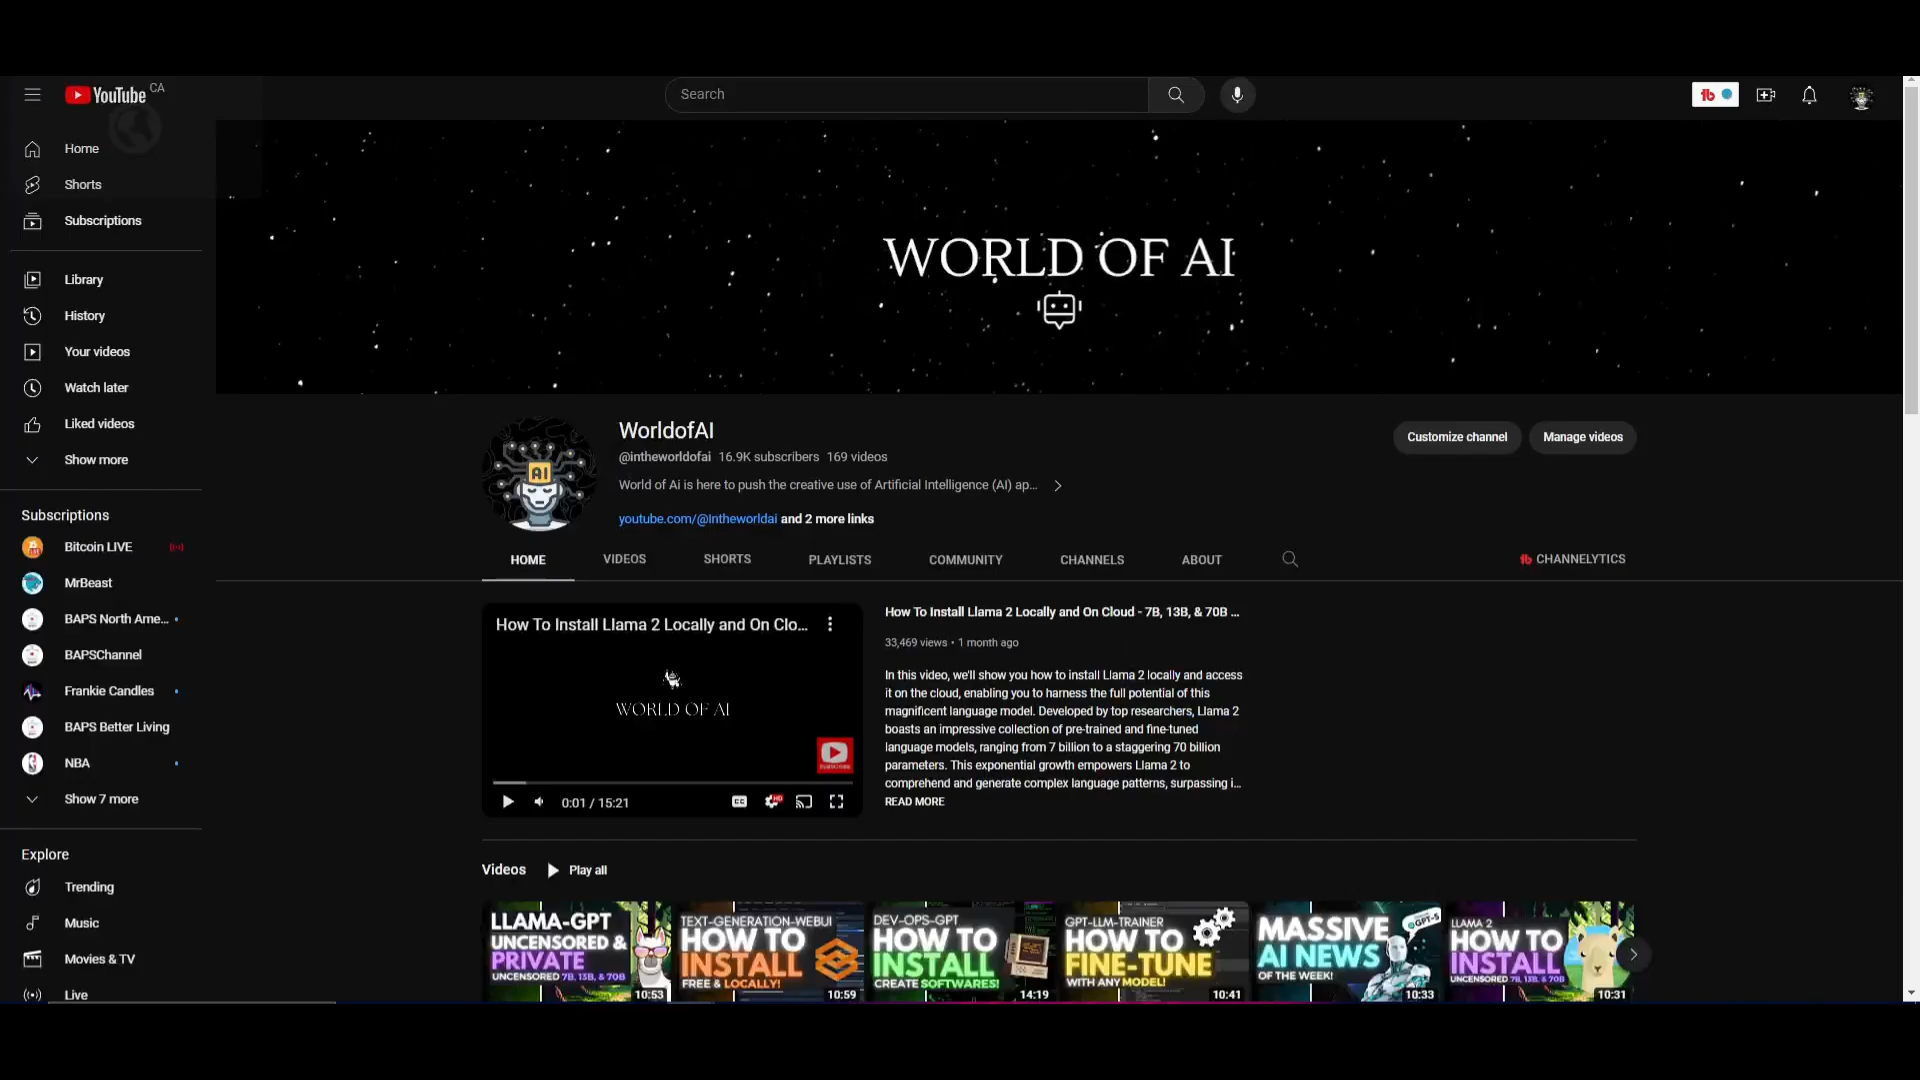 YouTube CA
Search
Home
Shorts
Subscriptions
Library
History
Your videos
Watch later
Liked videos
Show more
Subscriptions
Bitcoin LIVE
MrBeast
BAPS North Ame...
BAPSChannel
Frankie Candles
BAPS Better Living
NBA
Show 7 more
Explore
Trending
Music
Movies & TV
Live
WORLD OF AI
AI
WorldofAI
@intheworldofai 16.9K subscribers 169 videos
World of Ai is here to push the creative use of Artificial Intelligence (AI) ap...
youtube.com/@Intheworldai and 2 more links
Customize channel
Manage videos
HOME VIDEOS SHORTS PLAYLISTS COMMUNITY CHANNELS ABOUT
CHANNELYTICS
How To Install Llama 2 Locally and On Clo...
WORLD OF AI
0:01 / 15:21
CC
HD
How To Install Llama 2 Locally and On Cloud - 7B, 13B, & 70B ...
33,469 views • 1 month ago
In this video, we'll show you how to install Llama 2 locally and access
it on the cloud, enabling you to harness the full potential of this
magnificent language model. Developed by top researchers, Llama 2
boasts an impressive collection of pre-trained and fine-tuned
language models, ranging from 7 billion to a staggering 70 billion
parameters. This exponential growth empowers Llama 2 to
comprehend and generate complex language patterns, surpassing i...
READ MORE
Videos
Play all
LLAMA-GPT
UNCENSORED &
PRIVATE
UNCENSORED 7B, 13B, & 70B
10:53
TEXT-GENERATION-WEBUI
HOW TO
INSTALL
FREE & LOCALLY!
10:59
DEV-OPS-GPT
HOW TO
INSTALL
CREATE SOFTWARES!
14:19
GPT-LLM-TRAINER
HOW TO
FINE-TUNE
WITH ANY MODEL!
10:41
MASSIVE
AI NEWS
OF THE WEEK!
GPT-5
10:33
LLAMA 2
HOW TO
INSTALL
UNCENSORED 7B, 13B, & 70B
10:31